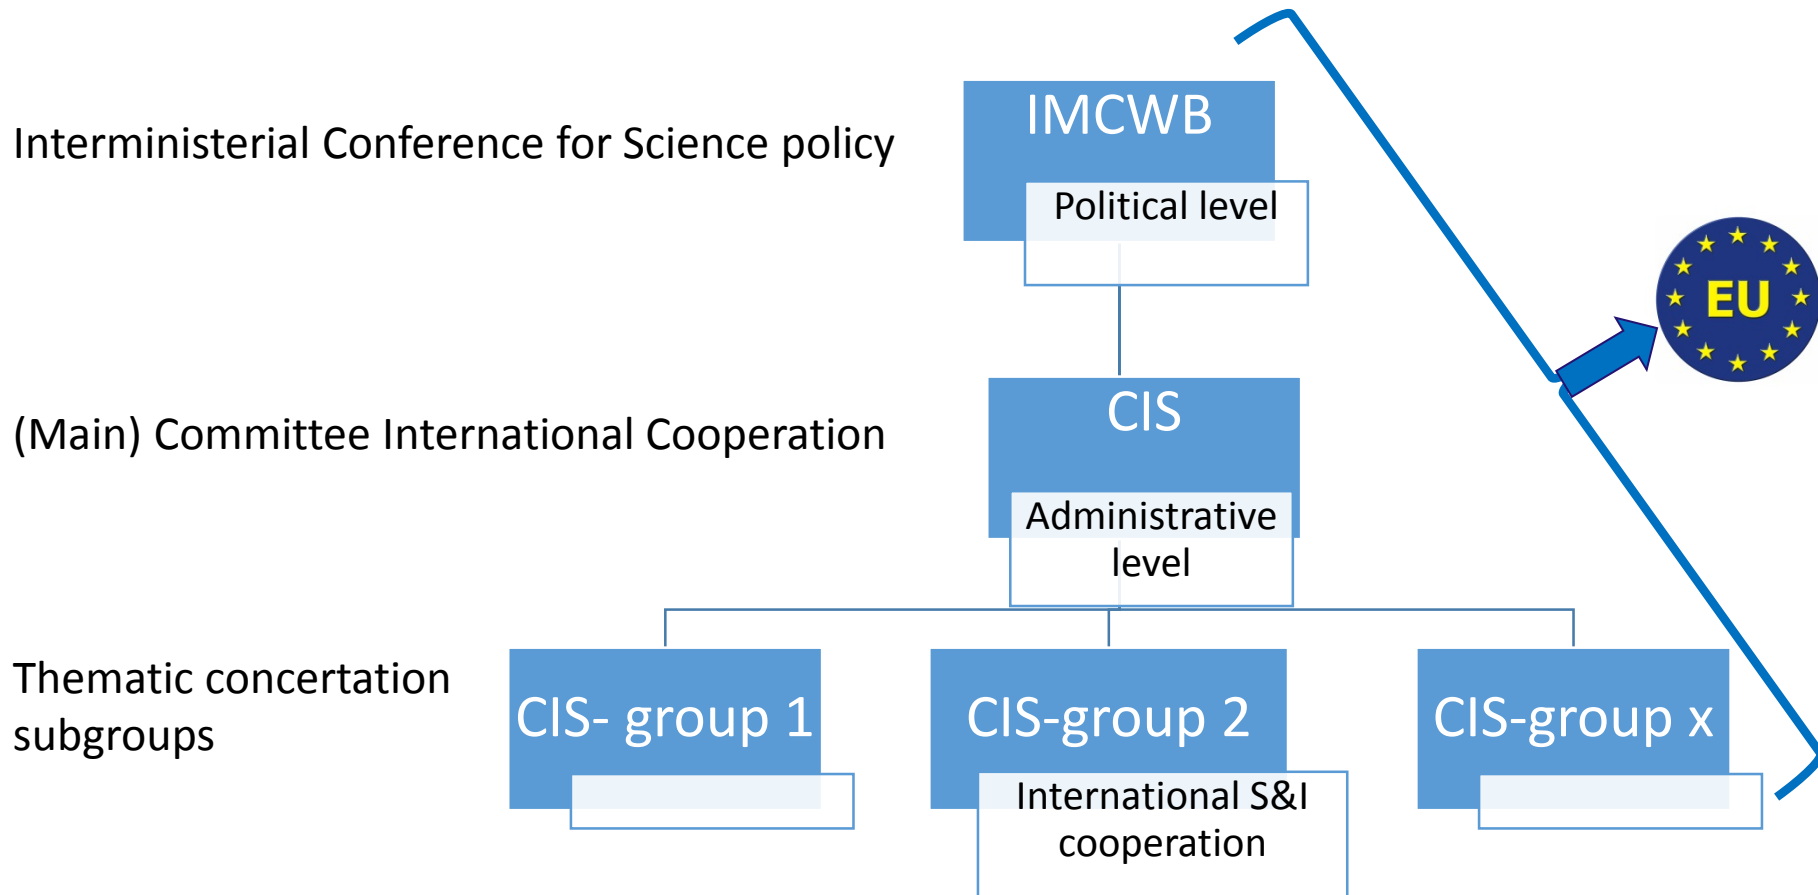 IMCWB
Interministerial Conference for Science policy
Political level
EU
CIS
(Main) Committee International Cooperation
Administrative
level
Thematic concertation
subgroups
CIS- group 1
CIS-group 2
International S&I
cooperation
CIS-group x